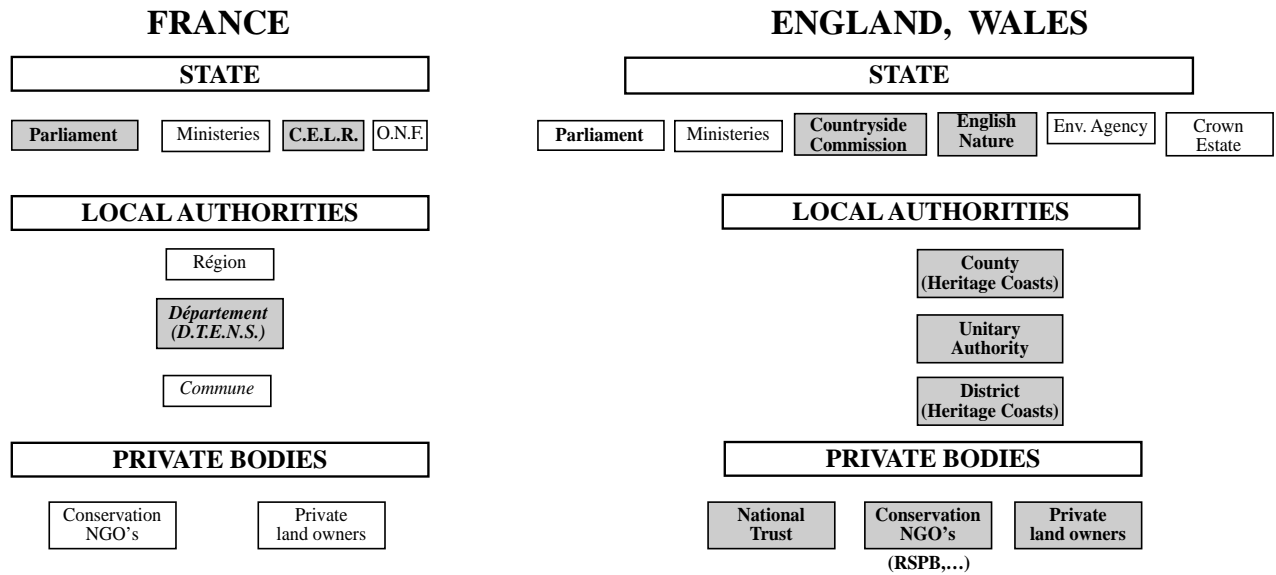 FRANCE
STATE
Parliament
Ministeries
C.E.L.R.
O.N.F.
LOCAL AUTHORITIES
Région
Département
(D.T.E.N.S.)
Commune
PRIVATE BODIES
Conservation
NGO's
Private
land owners
ENGLAND, WALES
STATE
Parliament
Ministeries
Countryside
Commission
English
Nature
Env. Agency
Crown
Estate
LOCAL AUTHORITIES
County
(Heritage Coasts)
Unitary
Authority
District
(Heritage Coasts)
PRIVATE BODIES
National
Trust
Conservation
NGO's
(RSPB,…)
Private
land owners